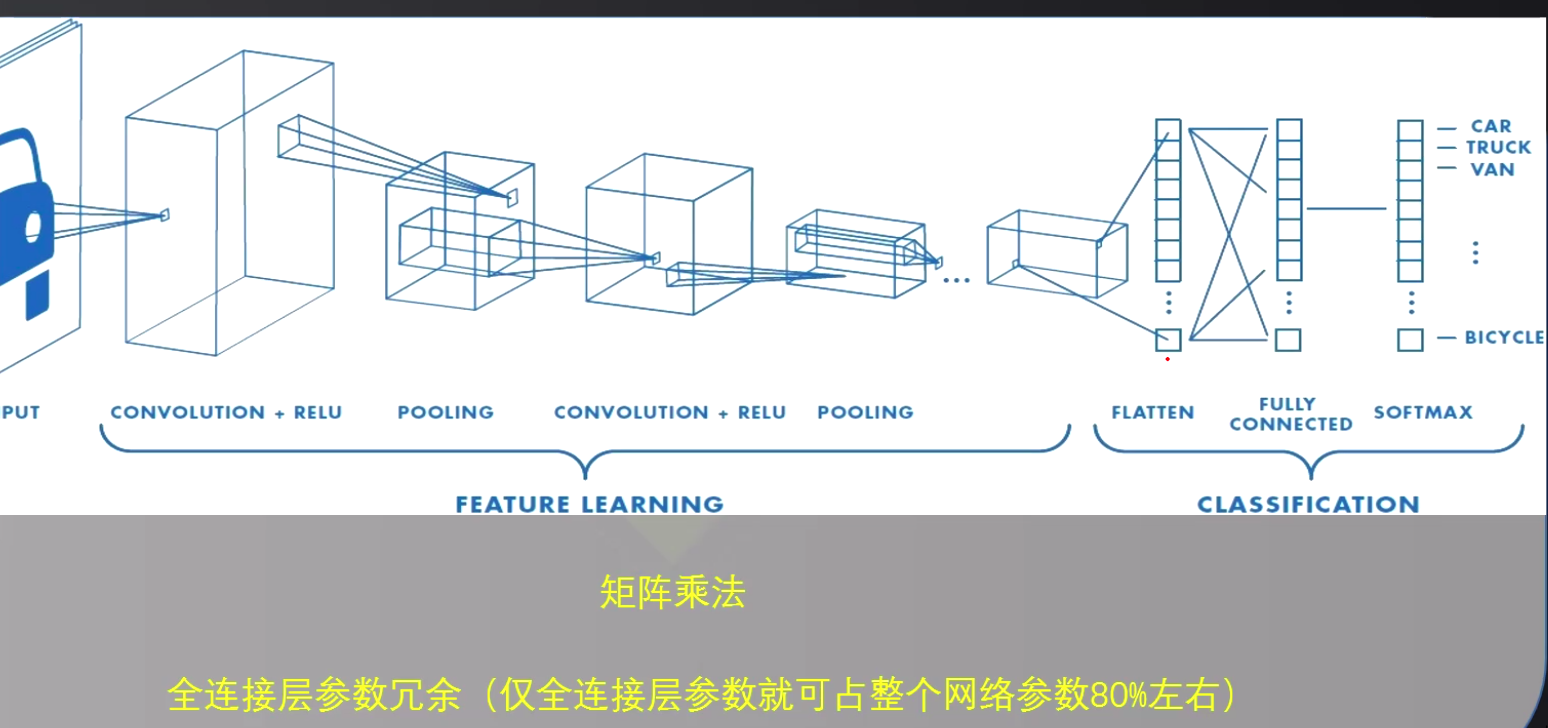 CAR
TRUCK
VAN
BICYCLE
PUT
CONVOLUTION + RELU
POOLING
CONVOLUTION + RELU
POOLING
FLATTEN
FULLY
CONNECTED
SOFTMAX
FEATURE LEARNING
CLASSIFICATION
矩阵乘法
全连接层参数冗余（仅全连接层参数就可占整个网络参数80%左右）